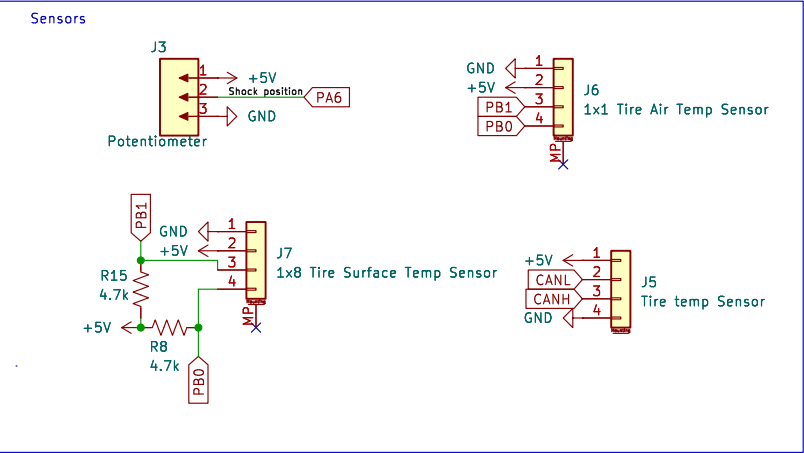 Sensors
J3
1
+5V
2
Shock position
PA6
3
GND
Potentiometer
GND
1
+5V
2
PB1
3
PB0
4
J6
1x1 Tire Air Temp Sensor
MP
PB1
GND
1
+5V
2
3
4
J7
1x8 Tire Surface Temp Sensor
MP
R15
4.7k
+5V
R8
4.7k
PB0
+5V
1
CANL
2
CANH
3
GND
4
J5
Tire temp Sensor